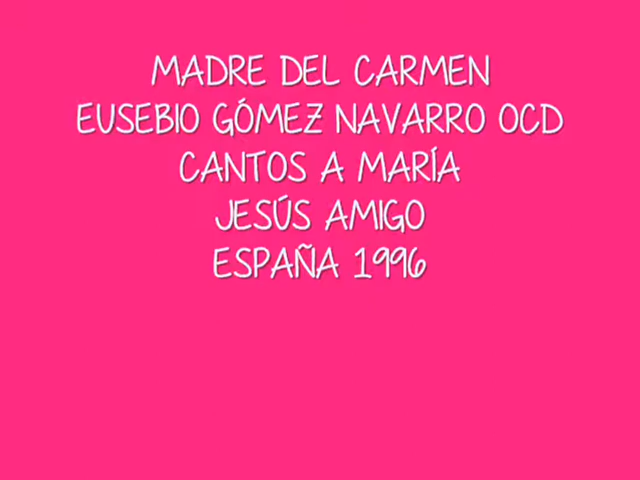 MADRE DEL CARMEN
EUSEBIO GÓMEZ NAVARRO OCD
CANTOS A MARÍA
JESÚS AMIGO
ESPAÑA 1996